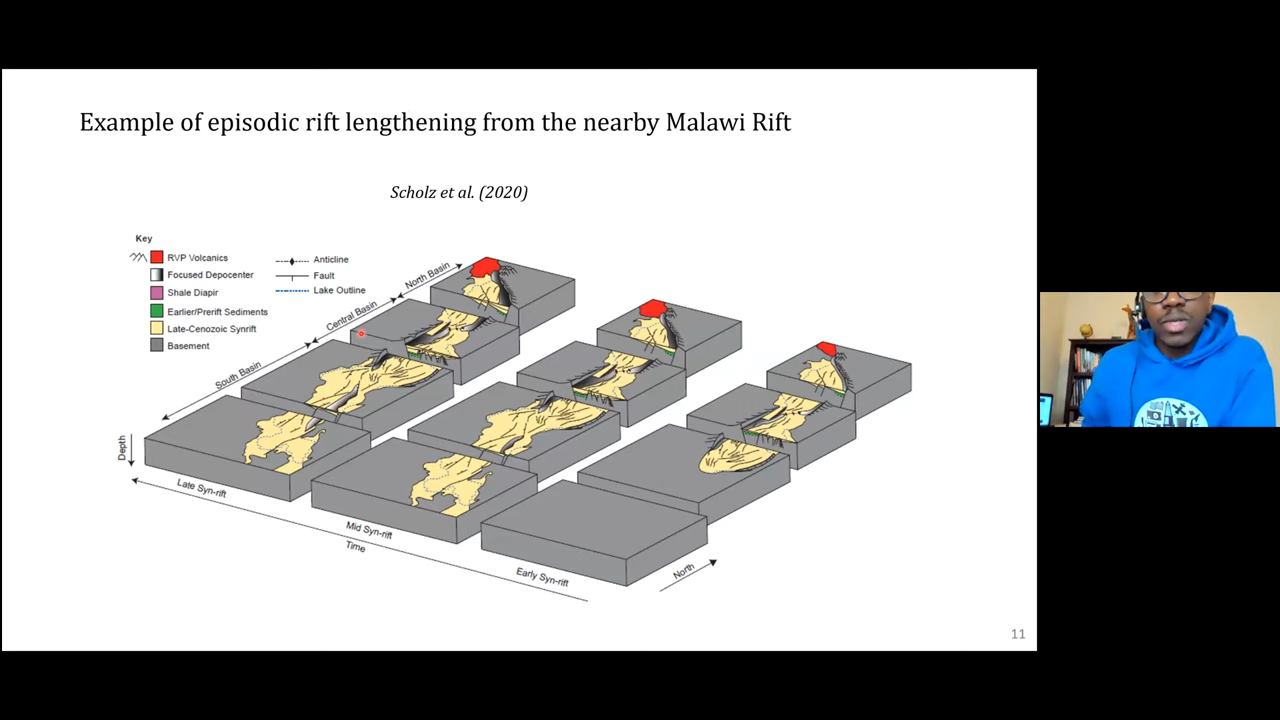 Example of episodic rift lengthening from the nearby Malawi Rift
Scholz et al. (2020)
Key
RVP Volcanics
Focused Depocenter
Shale Diapir
Earlier/Prerift Sediments
Late-Cenozoic Synrift
Basement
Anticline
Fault
Lake Outline
North Basin
Central Basin
South Basin
Depth
Late Syn-rift
Mid Syn-rift
Time
Early Syn-rift
North
11